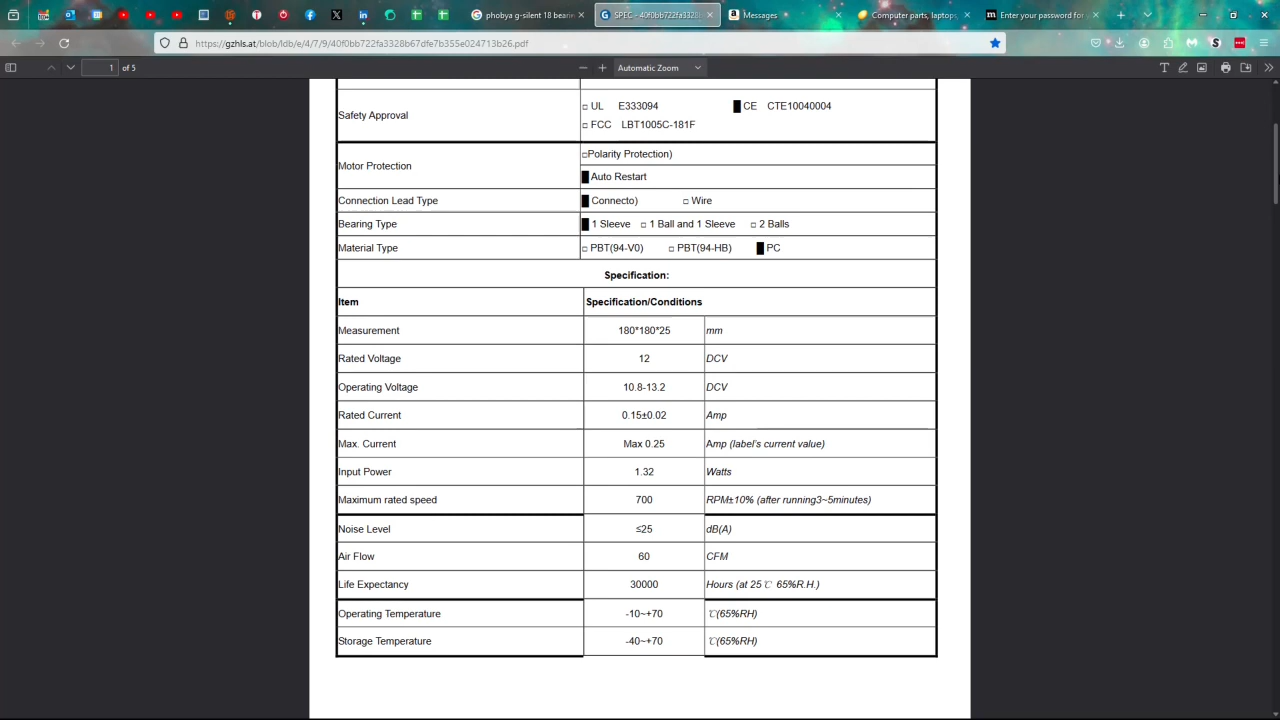 phobya g-silent 18 bearin
SPEC - 40f0bb722fa3328
Messages
Computer parts, laptops,
Enter your password for
https://gzhls.at/blob/ldb/e/4/7/9/40f0bb722fa3328b67dfe7b355e024713b26.pdf
1 of 5
Automatic Zoom
Safety Approval
□ UL E333094 █ CE CTE10040004
□ FCC LBT1005C-181F
Motor Protection
□Polarity Protection)
█ Auto Restart
Connection Lead Type █ Connecto) □ Wire
Bearing Type █ 1 Sleeve □ 1 Ball and 1 Sleeve □ 2 Balls
Material Type □ PBT(94-V0) □ PBT(94-HB) █ PC
Specification:
Item Specification/Conditions
Measurement 180*180*25 mm
Rated Voltage 12 DCV
Operating Voltage 10.8-13.2 DCV
Rated Current 0.15±0.02 Amp
Max. Current Max 0.25 Amp (label's current value)
Input Power 1.32 Watts
Maximum rated speed 700 RPM±10% (after running3~5minutes)
Noise Level ≤25 dB(A)
Air Flow 60 CFM
Life Expectancy 30000 Hours (at 25℃ 65%R.H.)
Operating Temperature -10~+70 ℃(65%RH)
Storage Temperature -40~+70 ℃(65%RH)